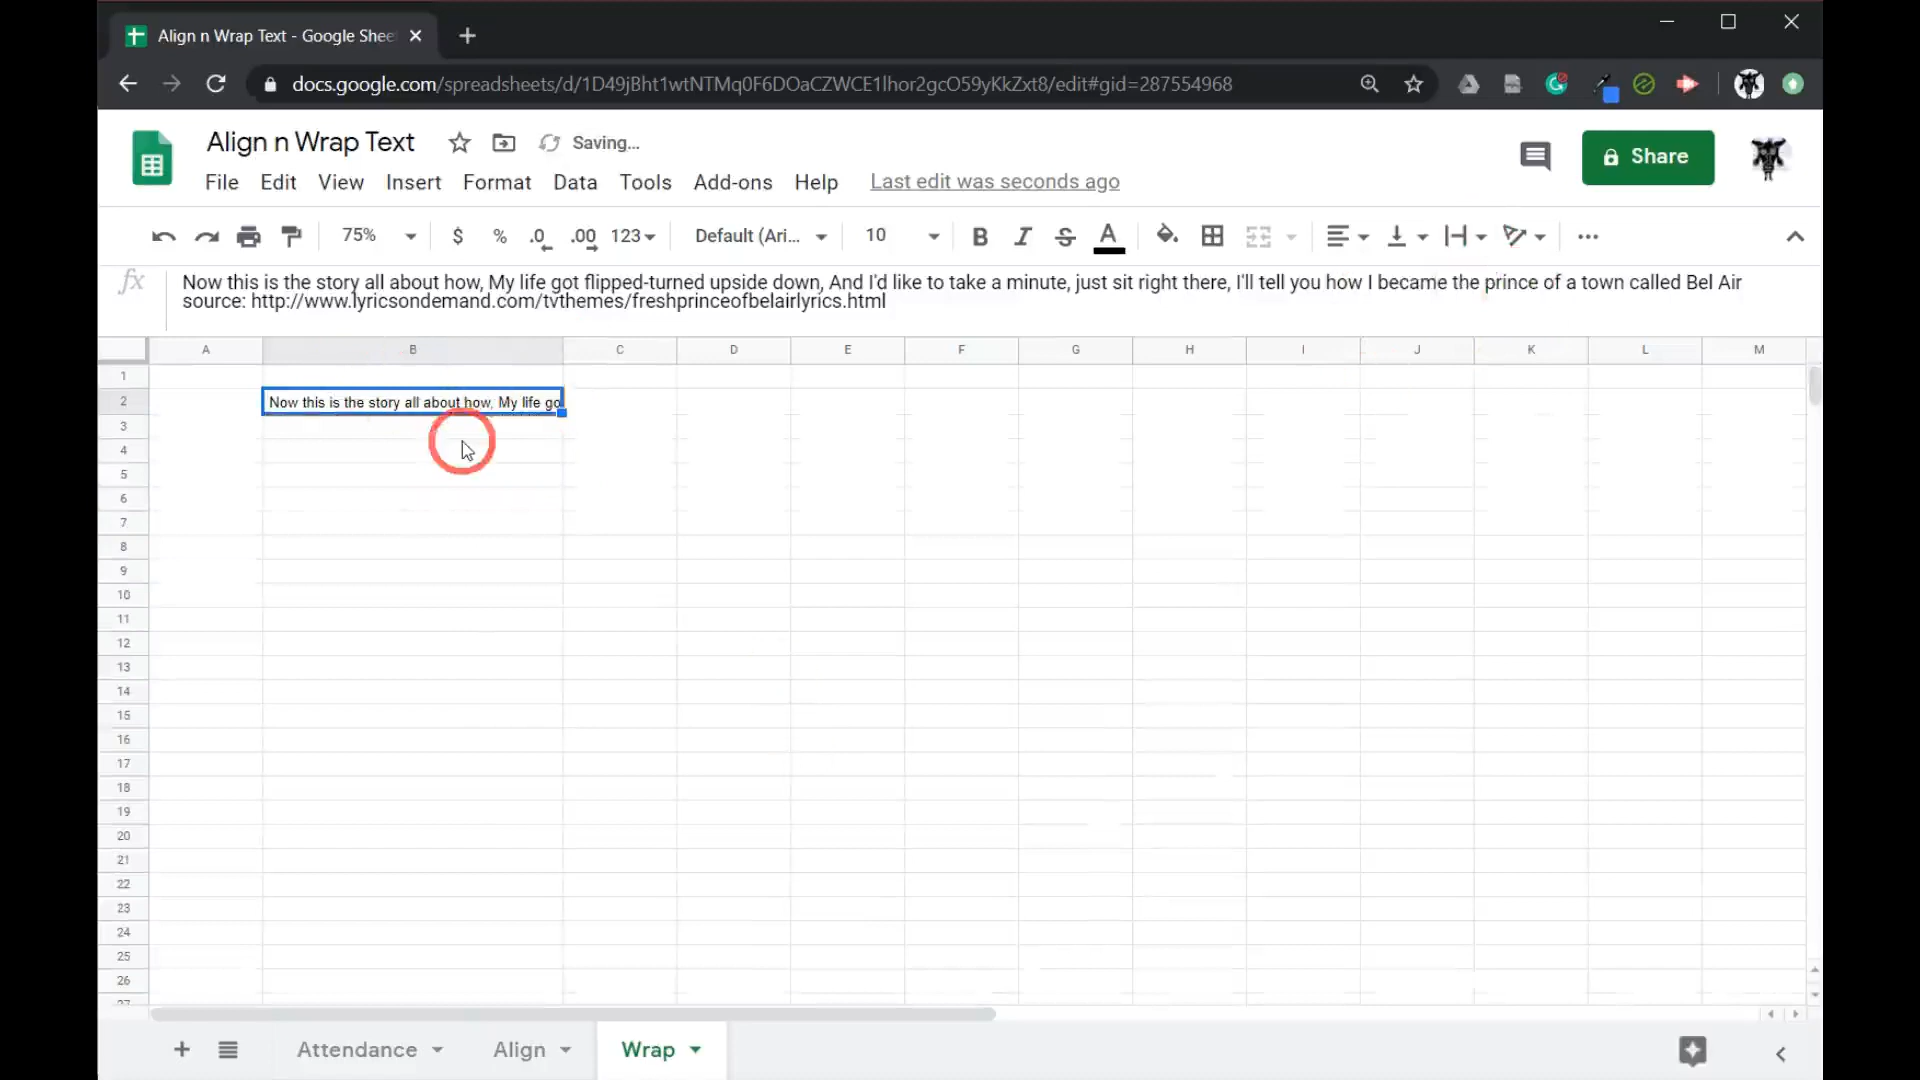 Align n Wrap Text - Google Shee
docs.google.com/spreadsheets/d/1D49jBht1wtNTMq0F6DOaCZWCE1lhor2gcO59yKkZxt8/edit#gid=287554968
Align n Wrap Text Saving...
Share
File Edit View Insert Format Data Tools Add-ons Help Last edit was seconds ago
75% $ % .0 .00 123 Default (Ari... 10 B I S A
fx Now this is the story all about how, My life got flipped-turned upside down, And I'd like to take a minute, just sit right there, I'll tell you how I became the prince of a town called Bel Air
source: http://www.lyricsondemand.com/tvthemes/freshprinceofbelairlyrics.html
A B C D E F G H I J K L M
1
2 Now this is the story all about how, My life go
3
4
5
6
7
8
9
10
11
12
13
14
15
16
17
18
19
20
21
22
23
24
25
26
27
Attendance Align Wrap